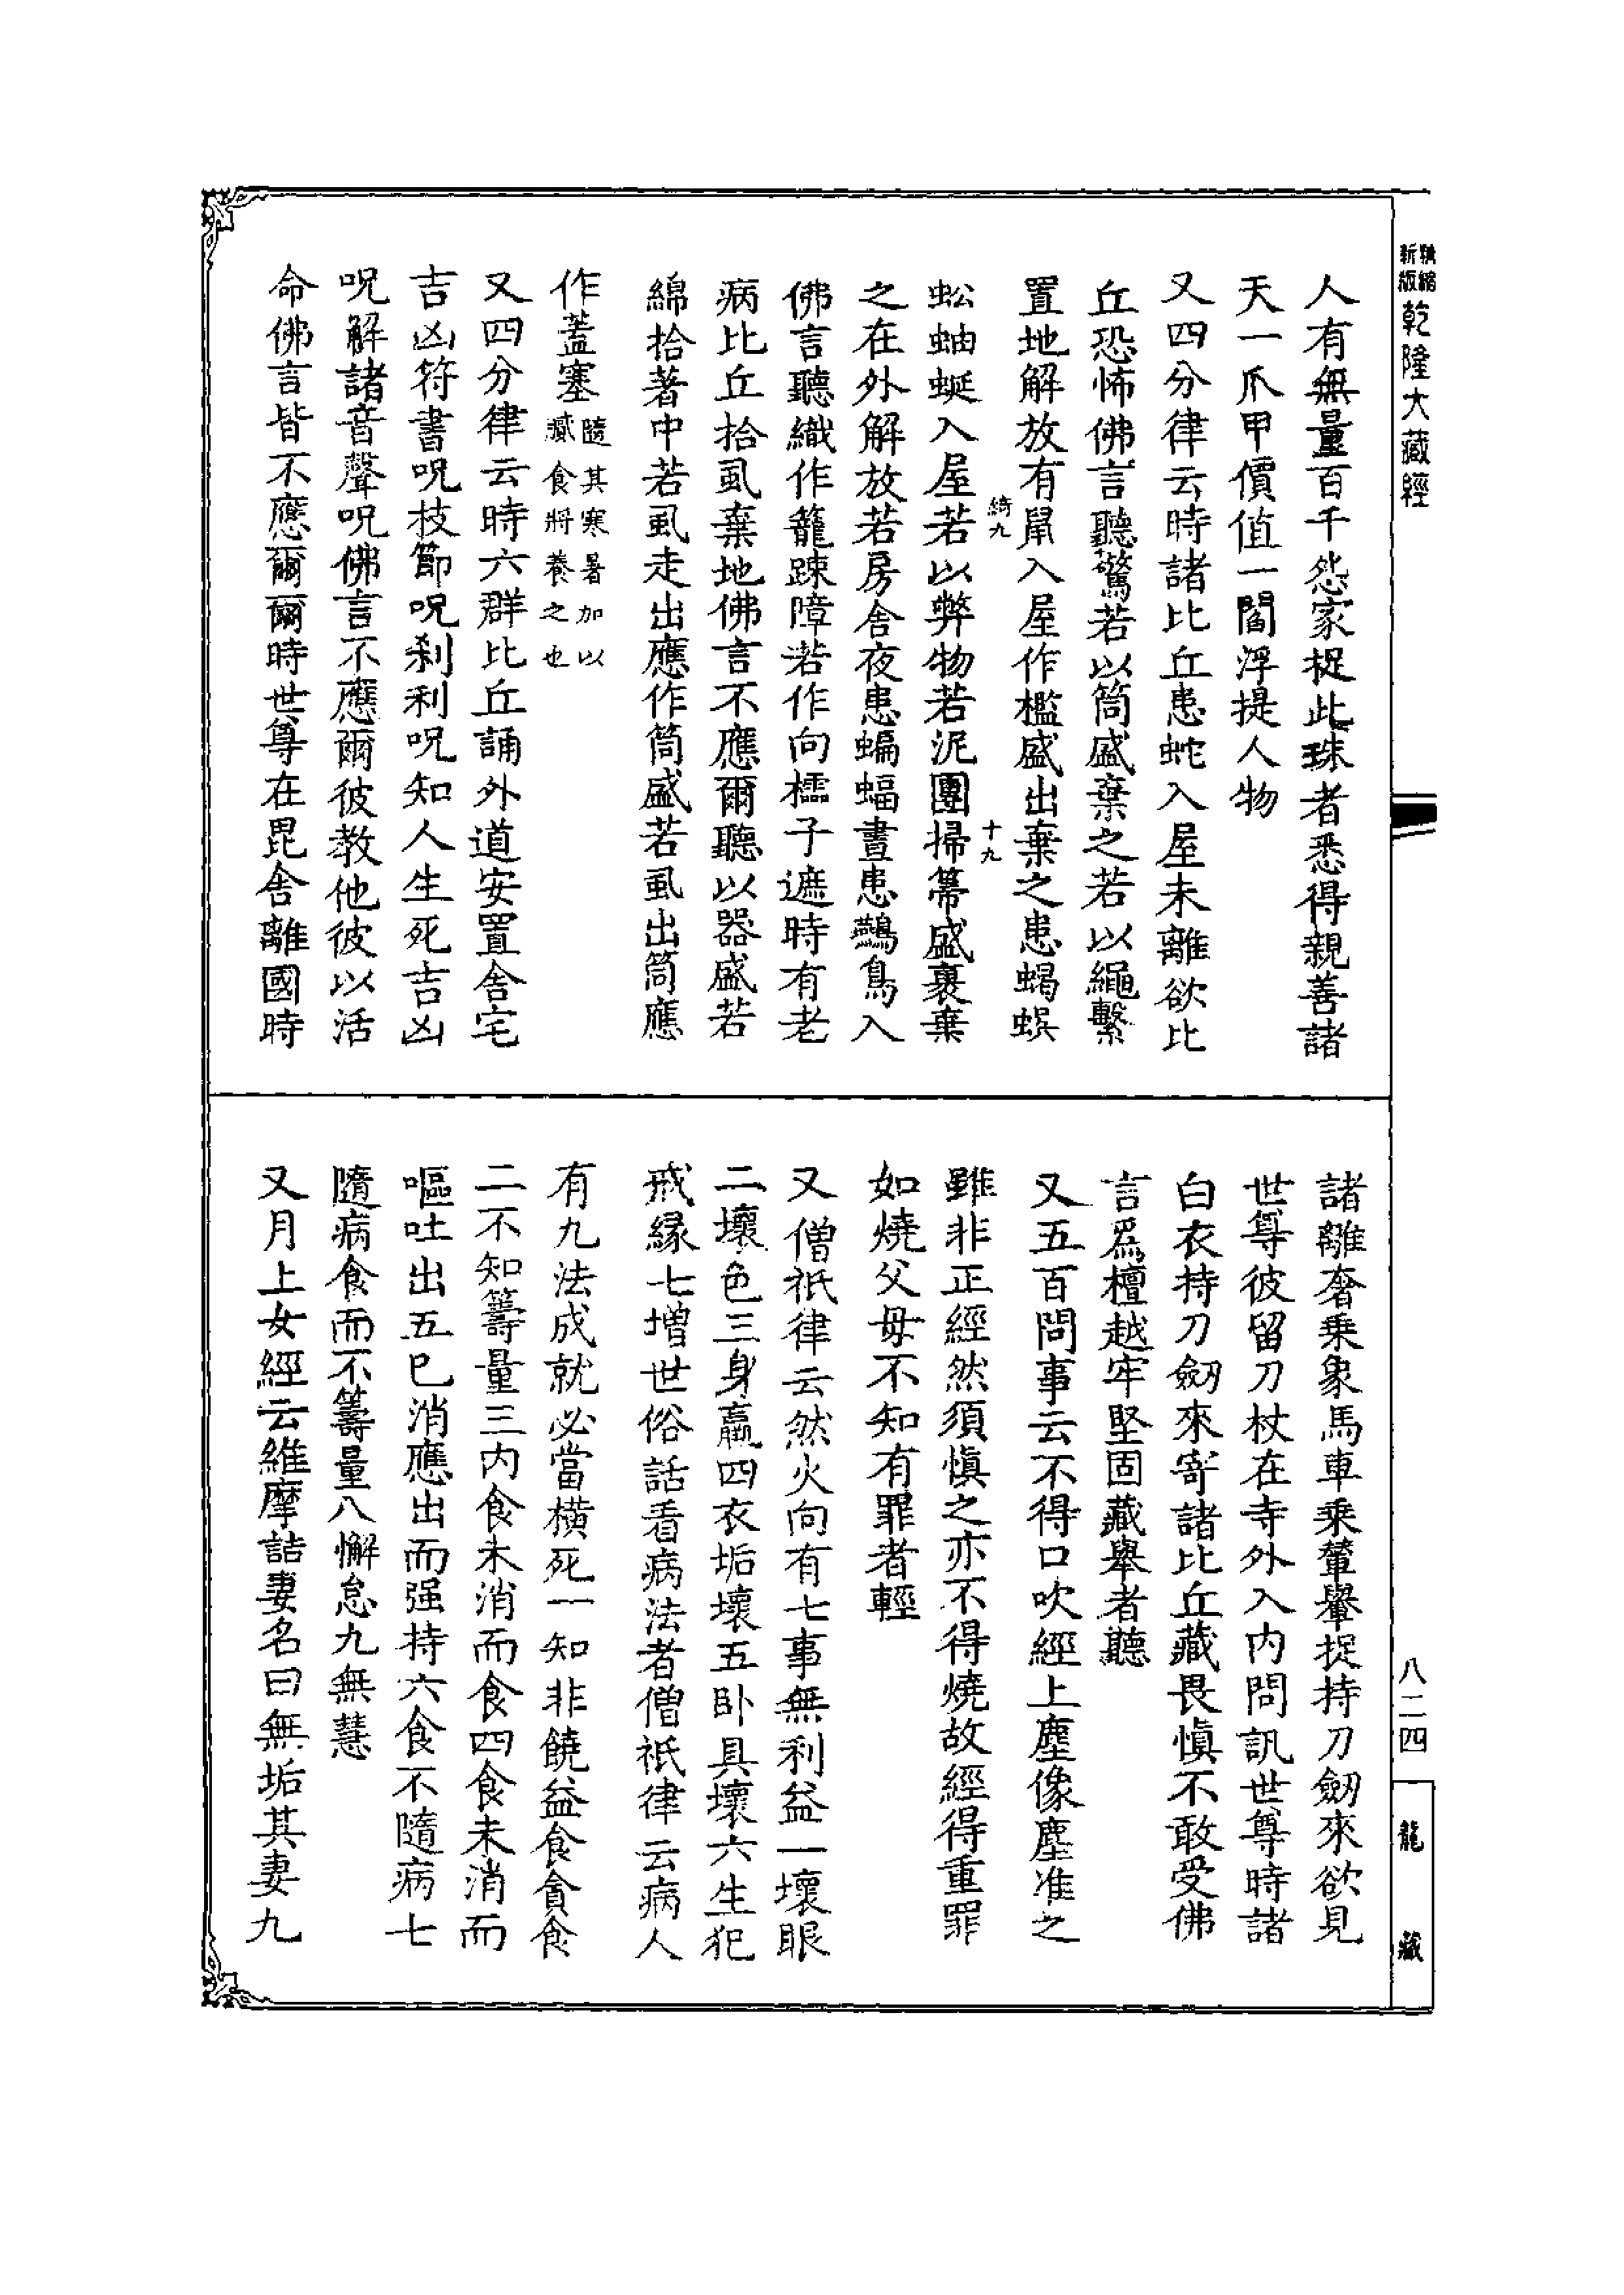 精縮新版乾隆大藏經
人有無量百千怨家捉此珠者悉得親善諸
天一爪甲價值一閻浮提人物
又四分律云時諸比丘患蛇入屋未離欲比
丘恐怖佛言聽驚若以筒盛棄之若以繩繫
置地解放有鼠入屋作檻盛出棄之患蝎蜈
綺九
十九
蚣蚰蜒入屋若以弊物若泥團掃箒盛裹棄
之在外解放若房舍夜患蝙蝠晝患鷰鳥入
佛言聽織作籠踈障若作向櫺子遮時有老
病比丘拾虱棄地佛言不應爾聽以器盛若
綿拾著中若虱走出應作筒盛若虱出筒應
作蓋塞隨其寒暑加以膩食將養之也
又四分律云時六群比丘誦外道安置舍宅
吉凶符書呪枝節呪刹利呪知人生死吉凶
呪解諸音聲呪佛言不應爾彼教他彼以活
命佛言皆不應爾爾時世尊在毘舍離國時
諸離奢乘象馬車乘輦轝捉持刀劒來欲見
世尊彼留刀杖在寺外入內問訊世尊時諸
白衣持刀劒來寄諸比丘藏畏愼不敢受佛
言爲檀越牢堅固藏舉者聽
又五百問事云不得口吹經上塵像塵准之
雖非正經然須愼之亦不得燒故經得重罪
如燒父母不知有罪者輕
又僧祇律云然火向有七事無利益一壞眼
二壞色三身羸四衣垢壞五卧具壞六生犯
戒緣七增世俗話看病法者僧祇律云病人
有九法成就必當橫死一知非饒益食貪食
二不知籌量三內食未消而食四食未消而
嘔吐出五已消應出而强持六食不隨病七
隨病食而不籌量八懈怠九無慧
又月上女經云維摩詰妻名曰無垢其妻九
八二四
龍藏